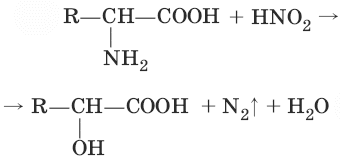 R—CH—COOH + HNO₂ →
|
NH₂
→ R—CH—COOH + N₂↑ + H₂O
|
OH